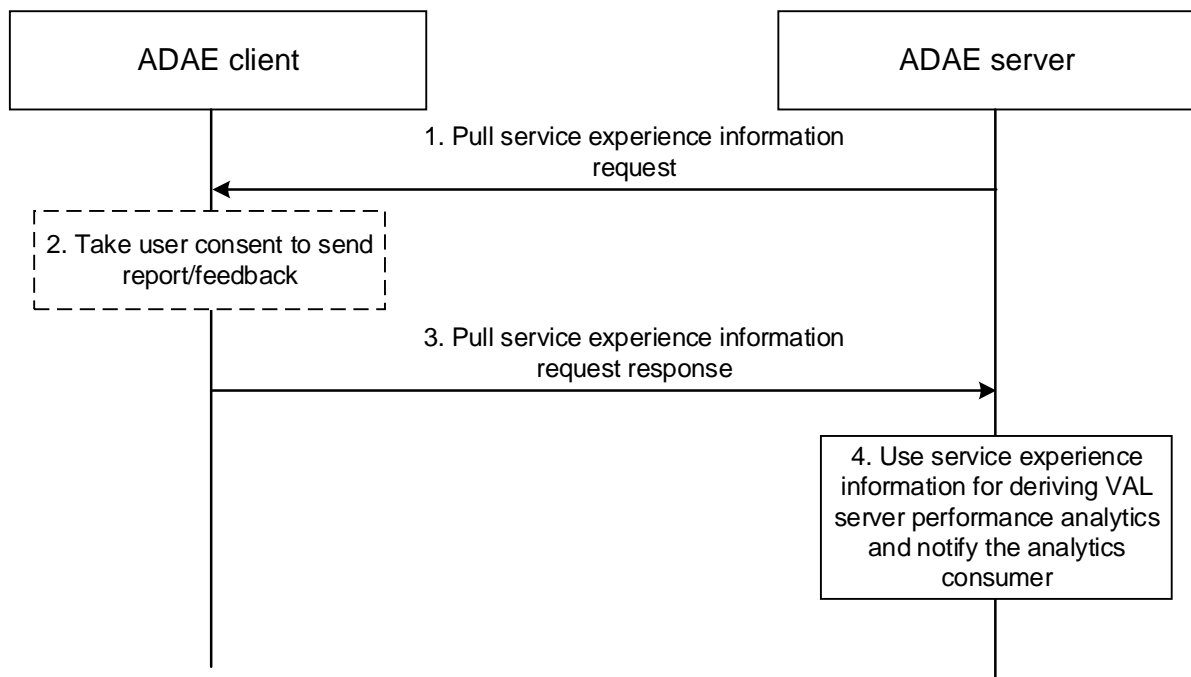 ADAE client
ADAE server
1. Pull service experience information
request
2. Take user consent to send
report/feedback
3. Pull service experience information
request response
4. Use service experience
information for deriving VAL
server performance analytics
and notify the analytics
consumer